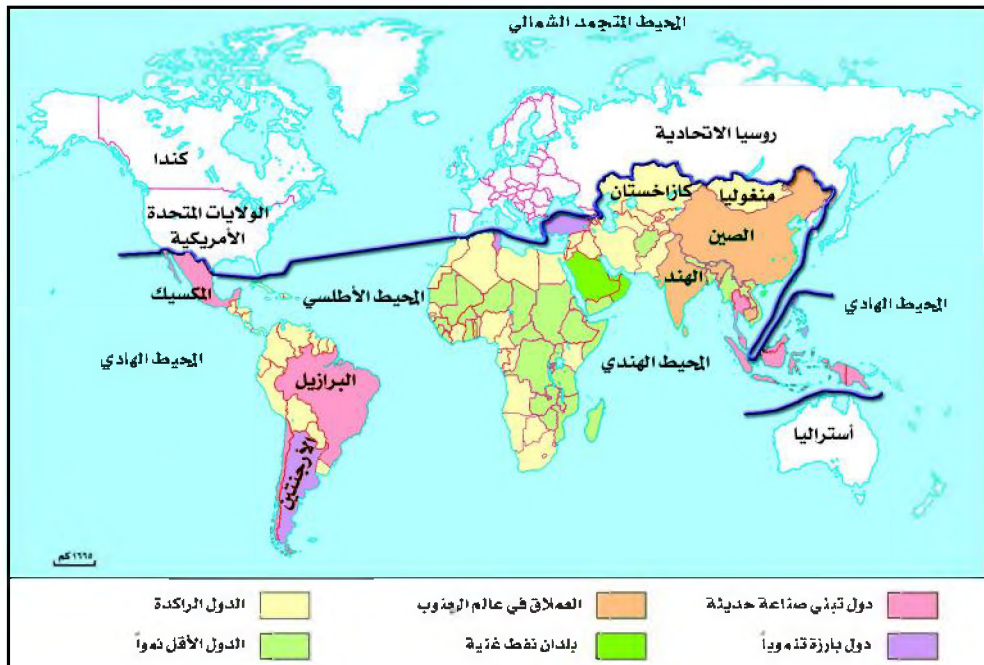 المحيط المتجمد الشمالي
روسيا الاتحادية
كندا
كازاخستان
منغوليا
الولايات المتحدة
الأمريكية
الصين
الهند
المكسيك
المحيط الأطلسي
المحيط الهادي
المحيط الهندي
المحيط الهادي
البرازيل
أستراليا
الأرجنتين
١٦٦٥ كم
دول تبني صناعة حديثة
العملاق في عالم الجنوب
الدول الراكدة
دول بارزة تنموياً
بلدان نفط غنية
الدول الأقل نمواً